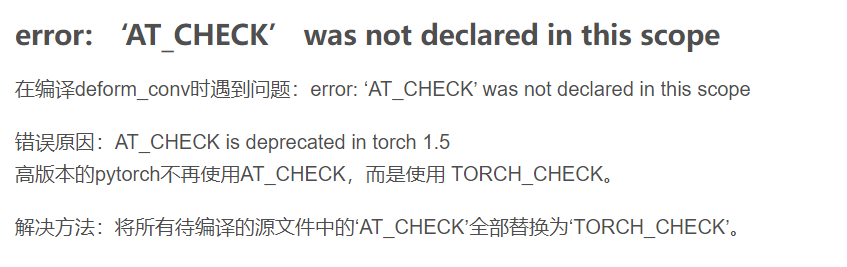 error: ‘AT_CHECK’ was not declared in this scope
在编译deform_conv时遇到问题：error: ‘AT_CHECK’ was not declared in this scope
错误原因：AT_CHECK is deprecated in torch 1.5
高版本的pytorch不再使用AT_CHECK，而是使用 TORCH_CHECK。
解决方法：将所有待编译的源文件中的‘AT_CHECK’全部替换为‘TORCH_CHECK’。